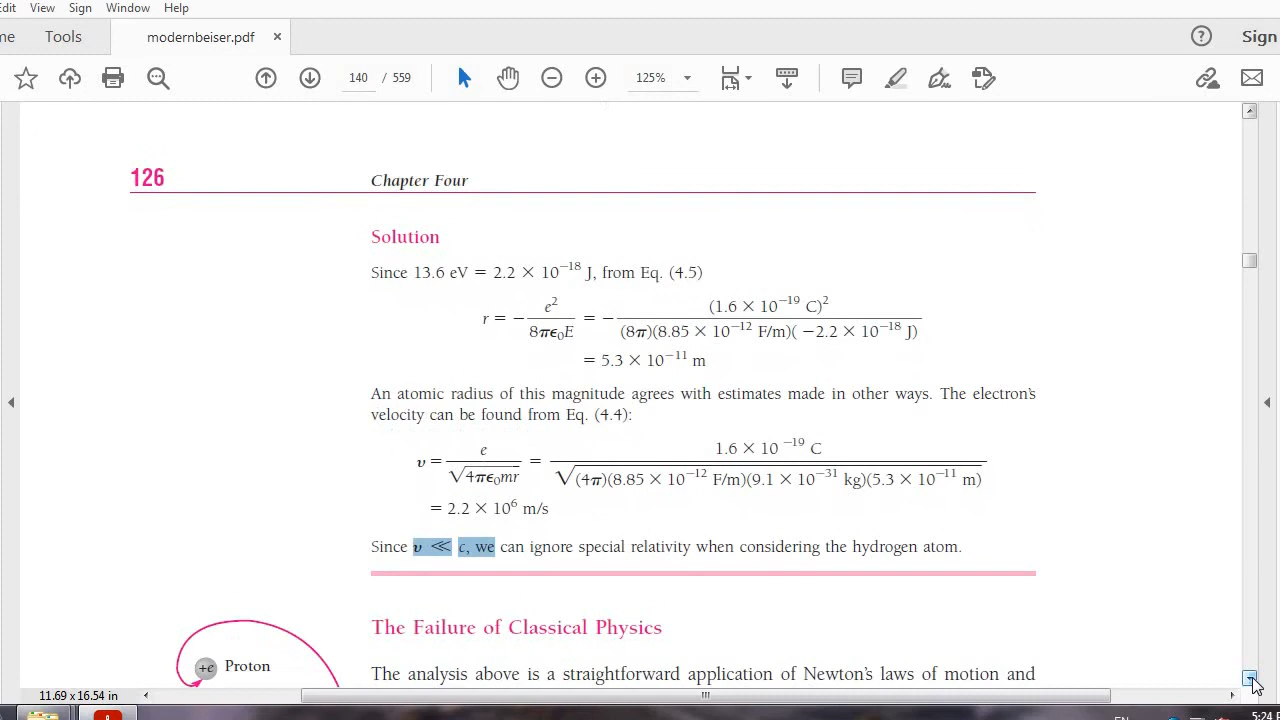 Edit View Sign Window Help
me Tools modernbeiser.pdf × ? Sign
140 / 559 125%
126 Chapter Four
Solution
Since 13.6 eV = 2.2 × 10⁻¹⁸ J, from Eq. (4.5)
r = − e²/8πϵ₀E = − (1.6 × 10⁻¹⁹ C)²/(8π)(8.85 × 10⁻¹² F/m)( −2.2 × 10⁻¹⁸ J)
= 5.3 × 10⁻¹¹ m
An atomic radius of this magnitude agrees with estimates made in other ways. The electron's
velocity can be found from Eq. (4.4):
υ = e/√4πϵ₀mr = 1.6 × 10 ⁻¹⁹ C/√(4π)(8.85 × 10⁻¹² F/m)(9.1 × 10⁻³¹ kg)(5.3 × 10⁻¹¹ m)
= 2.2 × 10⁶ m/s
Since υ ≪ c, we can ignore special relativity when considering the hydrogen atom.
The Failure of Classical Physics
+e Proton
The analysis above is a straightforward application of Newton's laws of motion and
11.69 x 16.54 in
EN 5:24